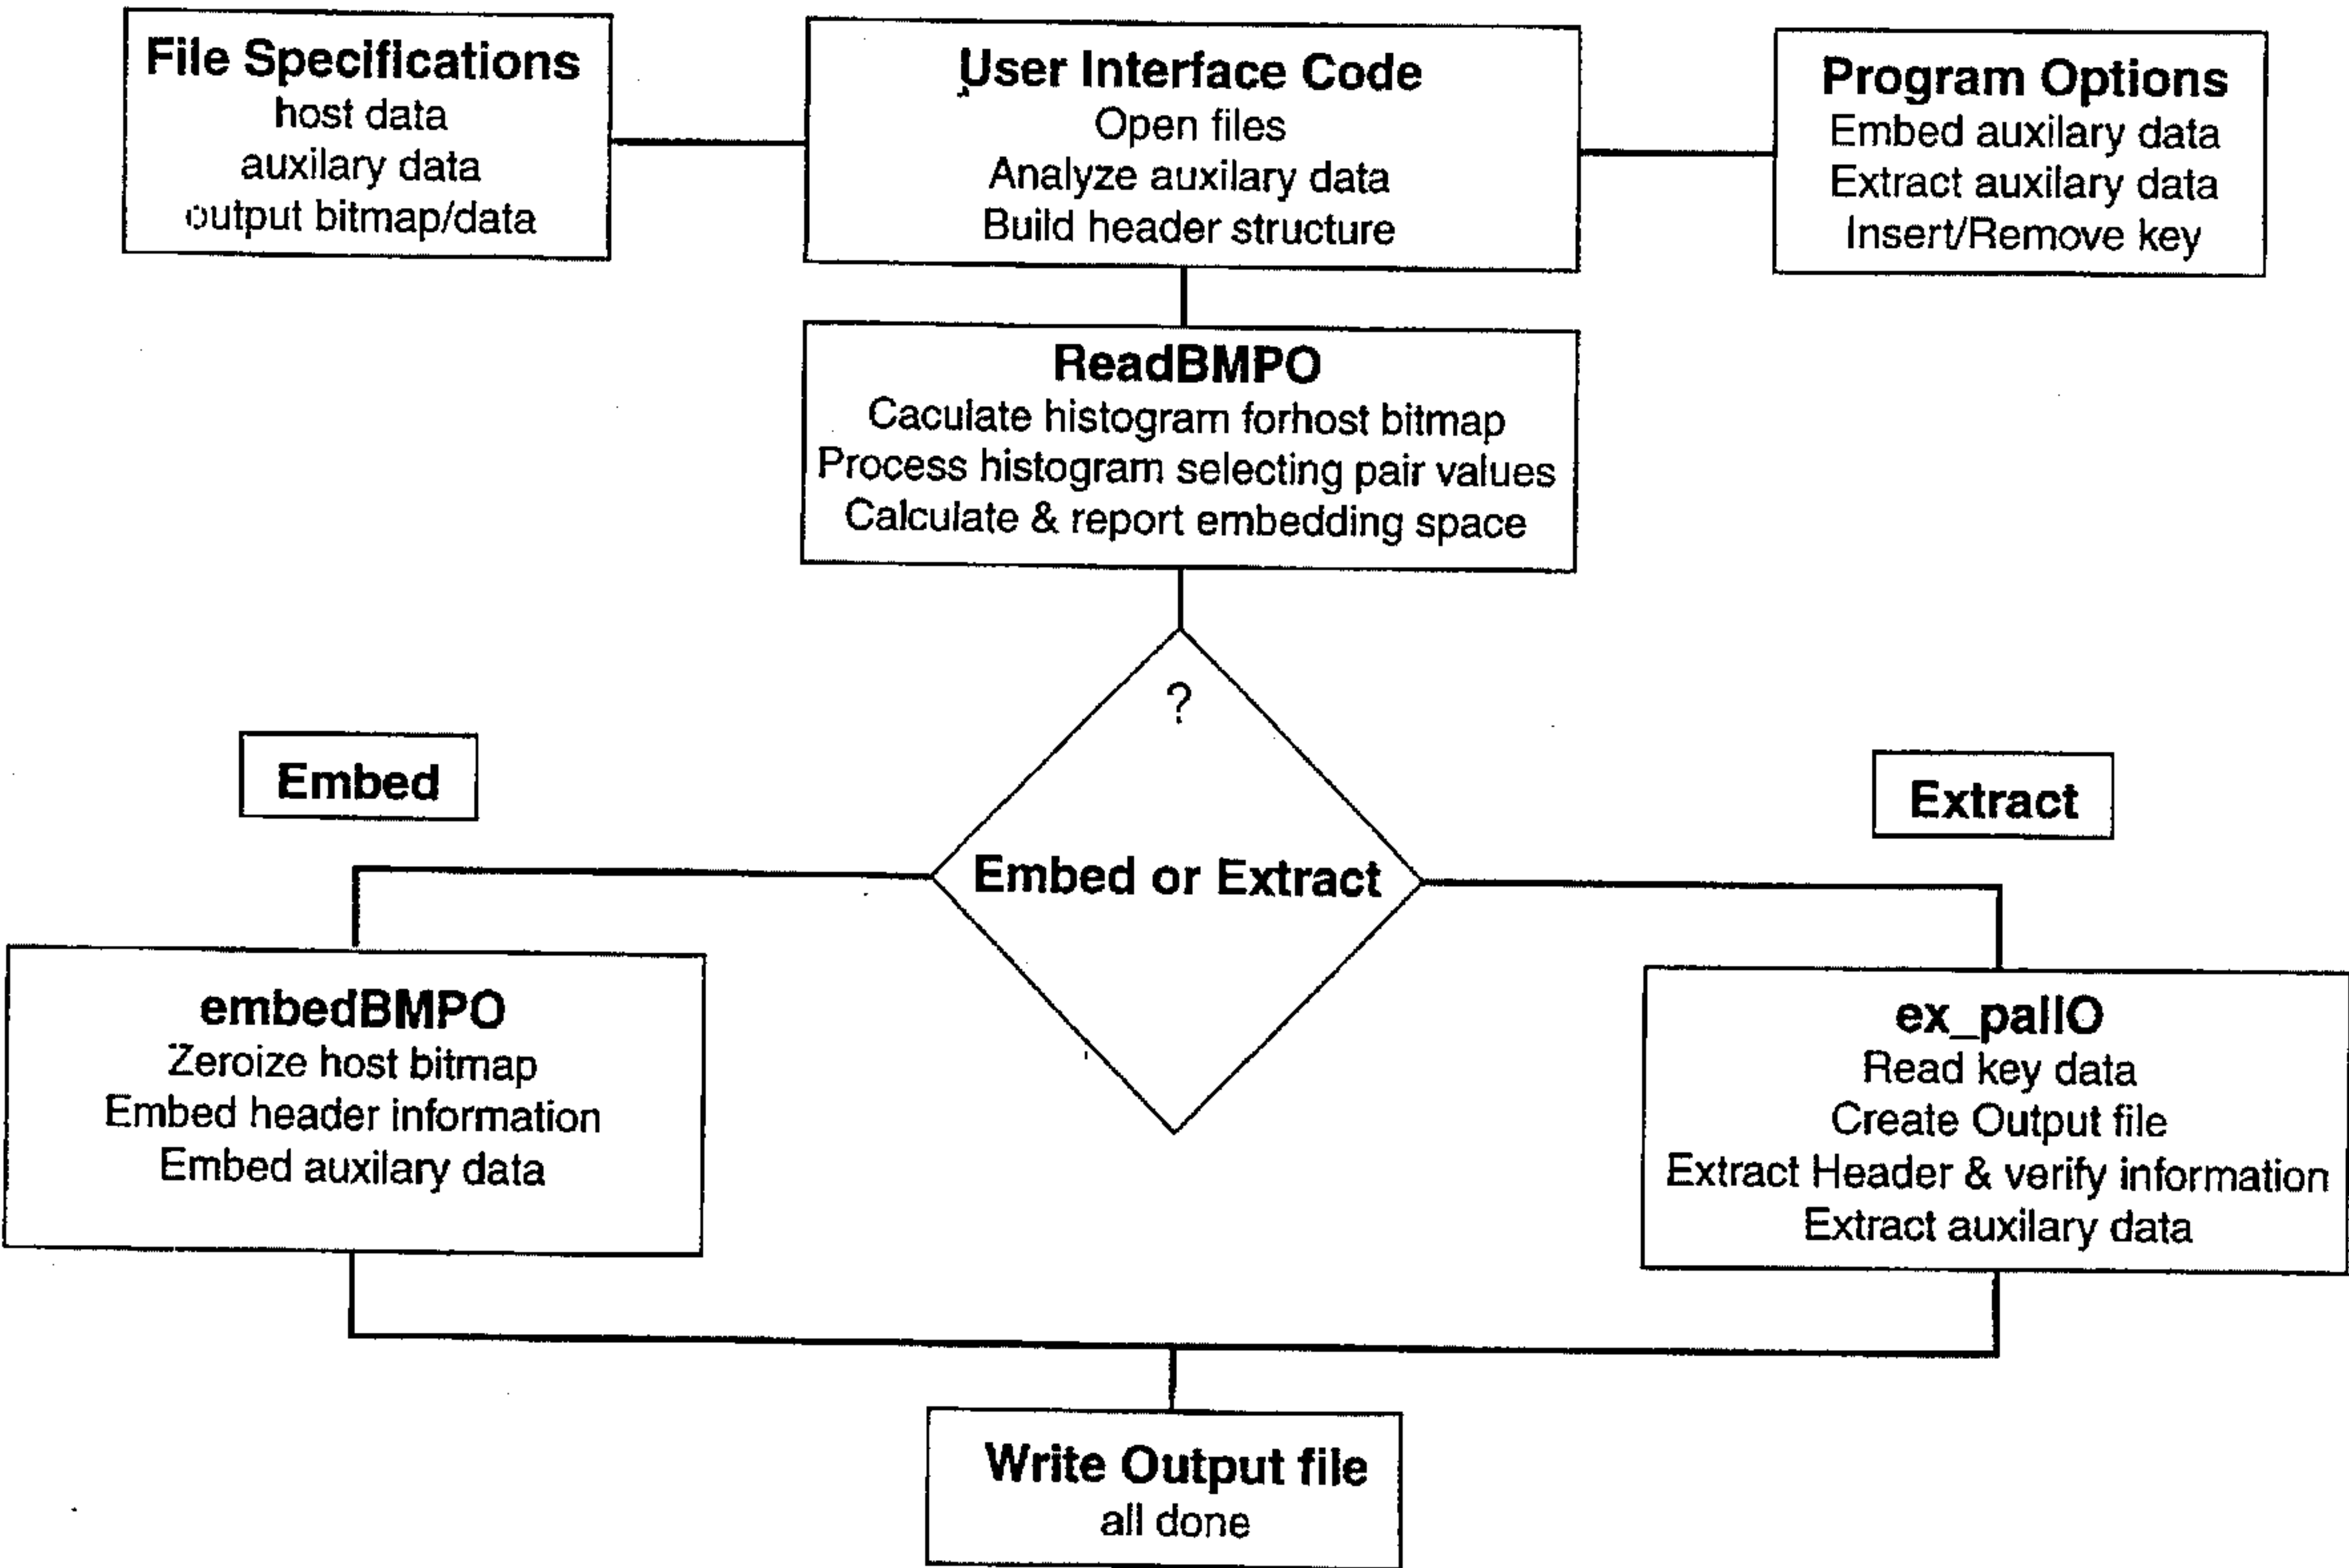 File Specifications
host data
auxilary data
output bitmap/data
User Interface Code
Open files
Analyze auxilary data
Build header structure
Program Options
Embed auxilary data
Extract auxilary data
Insert/Remove key
ReadBMPO
Caculate histogram forhost bitmap
Process histogram selecting pair values
Calculate & report embedding space
?
Embed or Extract
Embed
Extract
embedBMPO
Zeroize host bitmap
Embed header information
Embed auxilary data
ex_pallO
Read key data
Create Output file
Extract Header & verify information
Extract auxilary data
Write Output file
all done